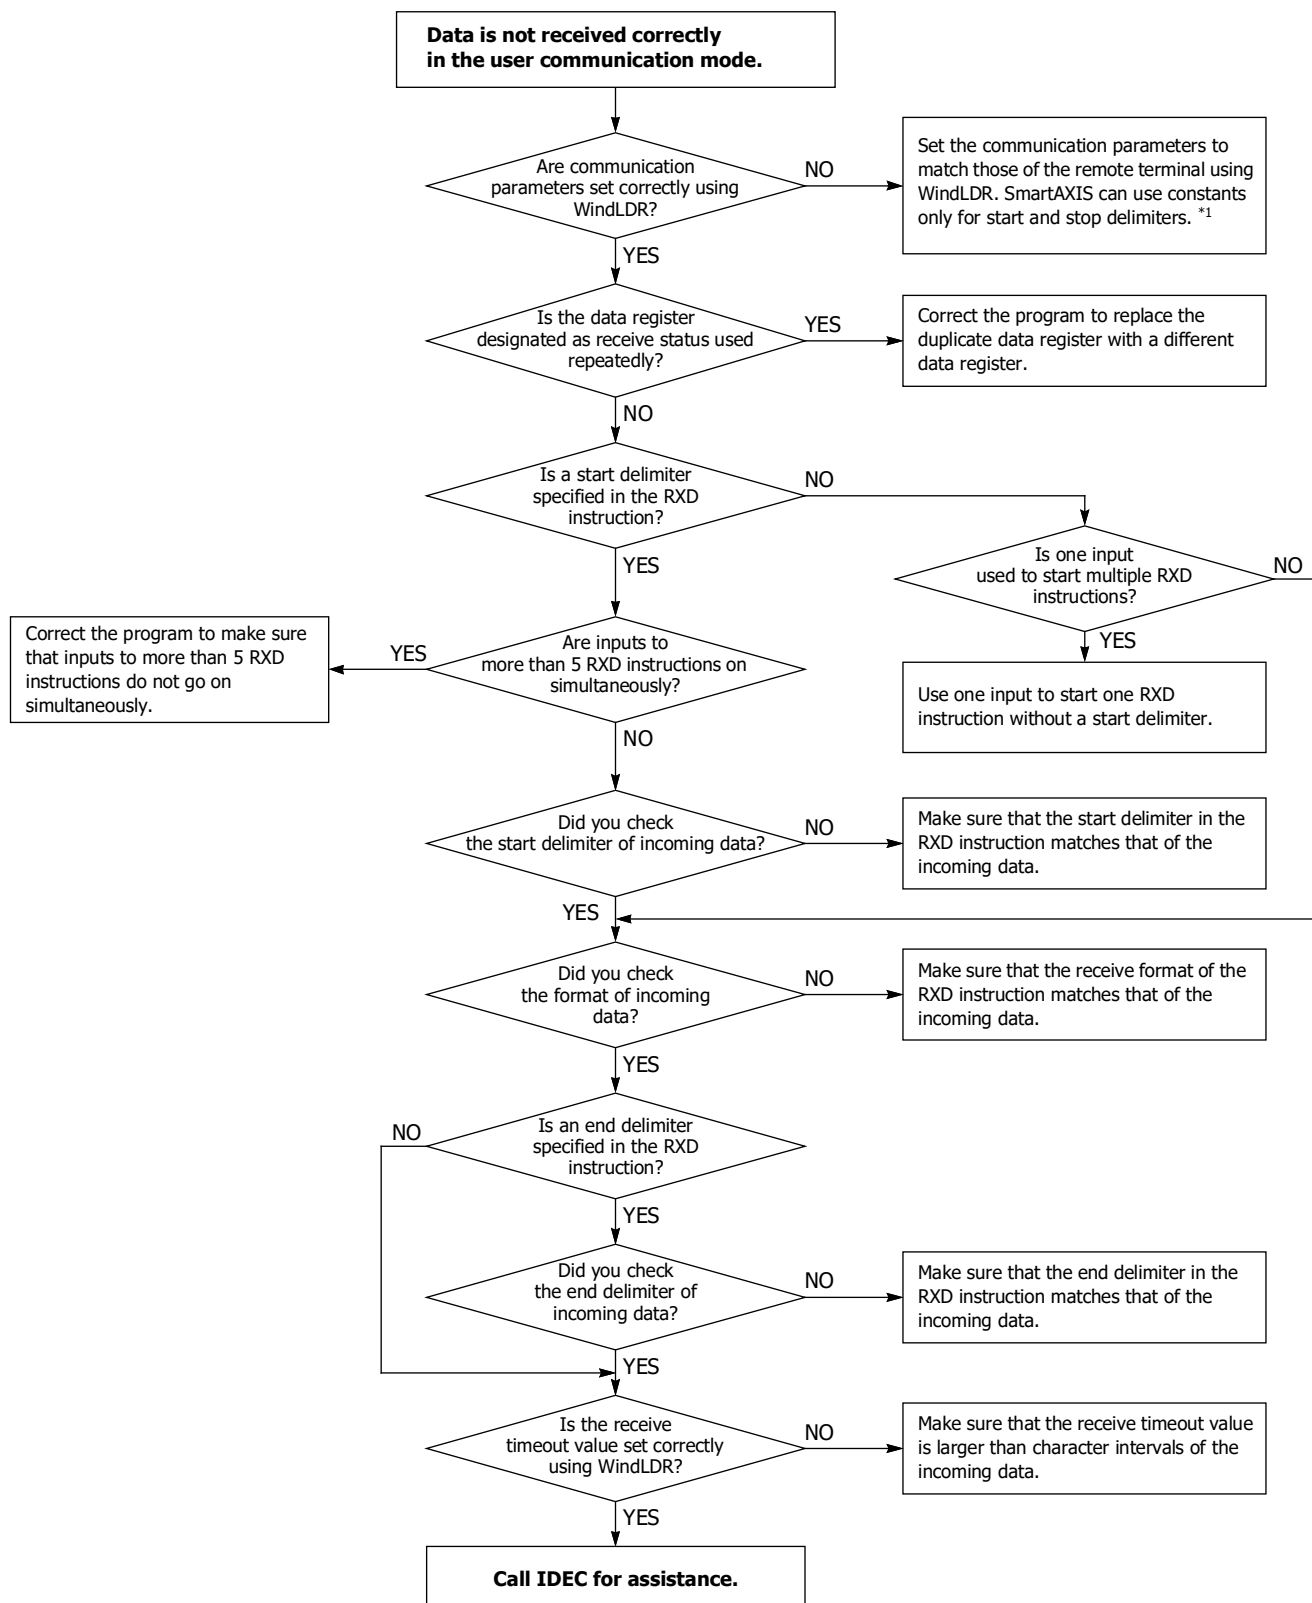 Data is not received correctly
in the user communication mode.
Are communication
parameters set correctly using
WindLDR?
NO
Set the communication parameters to
match those of the remote terminal using
WindLDR. SmartAXIS can use constants
only for start and stop delimiters. *1
YES
Is the data register
designated as receive status used
repeatedly?
YES
Correct the program to replace the
duplicate data register with a different
data register.
NO
Is a start delimiter
specified in the RXD
instruction?
NO
Is one input
used to start multiple RXD
instructions?
NO
YES
Use one input to start one RXD
instruction without a start delimiter.
YES
Are inputs to
more than 5 RXD instructions on
simultaneously?
YES
Correct the program to make sure
that inputs to more than 5 RXD
instructions do not go on
simultaneously.
NO
Did you check
the start delimiter of incoming data?
NO
Make sure that the start delimiter in the
RXD instruction matches that of the
incoming data.
YES
Did you check
the format of incoming
data?
NO
Make sure that the receive format of the
RXD instruction matches that of the
incoming data.
YES
Is an end delimiter
specified in the RXD
instruction?
NO
YES
Did you check
the end delimiter of
incoming data?
NO
Make sure that the end delimiter in the
RXD instruction matches that of the
incoming data.
YES
Is the receive
timeout value set correctly
using WindLDR?
NO
Make sure that the receive timeout value
is larger than character intervals of the
incoming data.
YES
Call IDEC for assistance.